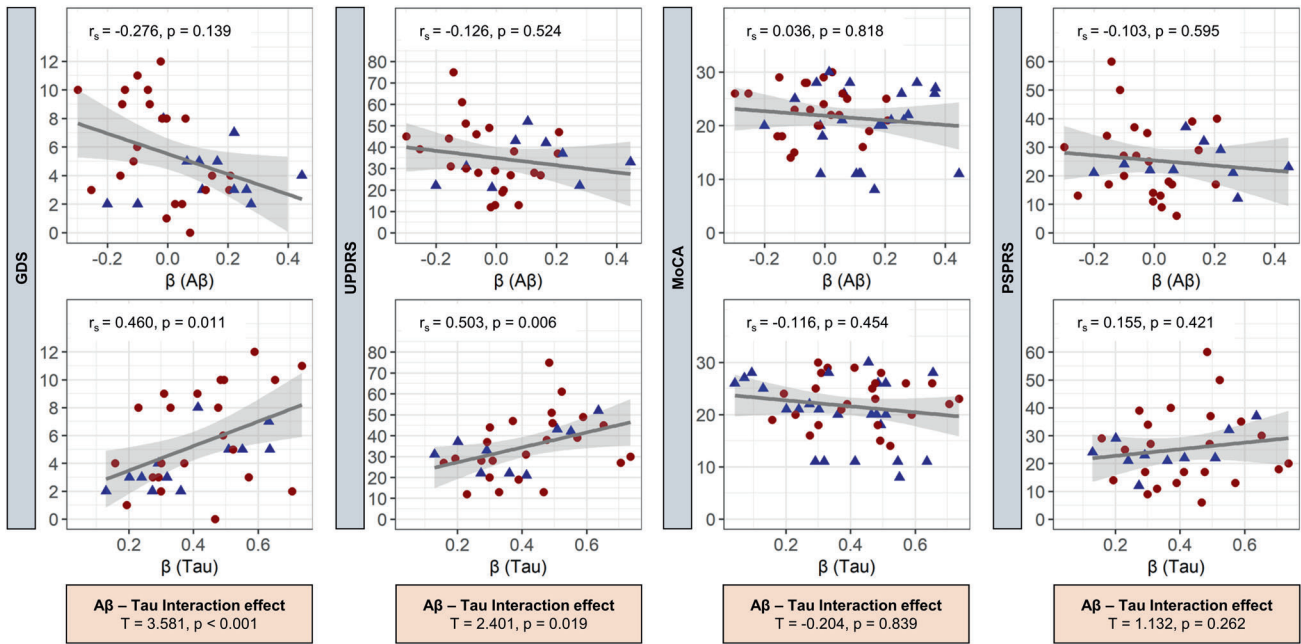 GDS
rs = -0.276, p = 0.139
12
10
8
6
4
2
0
-0.2 0.0 0.2 0.4
β (Aβ)
rs = 0.460, p = 0.011
12
10
8
6
4
2
0
0.2 0.4 0.6
β (Tau)
Aβ – Tau Interaction effect
T = 3.581, p < 0.001
UPDRS
rs = -0.126, p = 0.524
80
70
60
50
40
30
20
10
0
-0.2 0.0 0.2 0.4
β (Aβ)
rs = 0.503, p = 0.006
80
70
60
50
40
30
20
10
0
0.2 0.4 0.6
β (Tau)
Aβ – Tau Interaction effect
T = 2.401, p = 0.019
MoCA
rs = 0.036, p = 0.818
30
20
10
0
-0.2 0.0 0.2 0.4
β (Aβ)
rs = -0.116, p = 0.454
30
20
10
0
0.2 0.4 0.6
β (Tau)
Aβ – Tau Interaction effect
T = -0.204, p = 0.839
PSPRS
rs = -0.103, p = 0.595
60
50
40
30
20
10
0
-0.2 0.0 0.2 0.4
β (Aβ)
rs = 0.155, p = 0.421
60
50
40
30
20
10
0
0.2 0.4 0.6
β (Tau)
Aβ – Tau Interaction effect
T = 1.132, p = 0.262